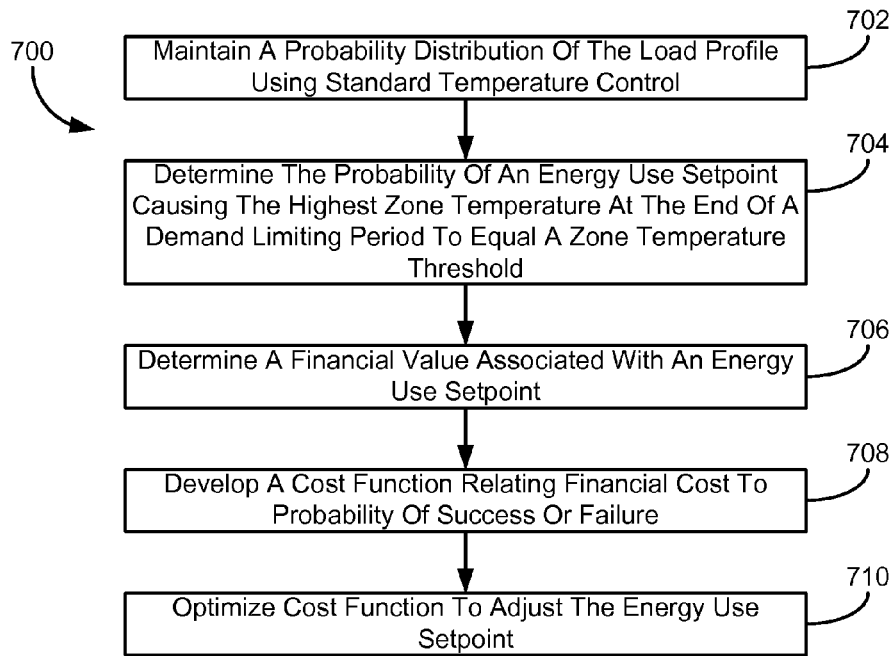 700
Maintain A Probability Distribution Of The Load Profile
Using Standard Temperature Control
702
Determine The Probability Of An Energy Use Setpoint
Causing The Highest Zone Temperature At The End Of A
Demand Limiting Period To Equal A Zone Temperature
Threshold
704
Determine A Financial Value Associated With An Energy
Use Setpoint
706
Develop A Cost Function Relating Financial Cost To
Probability Of Success Or Failure
708
Optimize Cost Function To Adjust The Energy Use
Setpoint
710